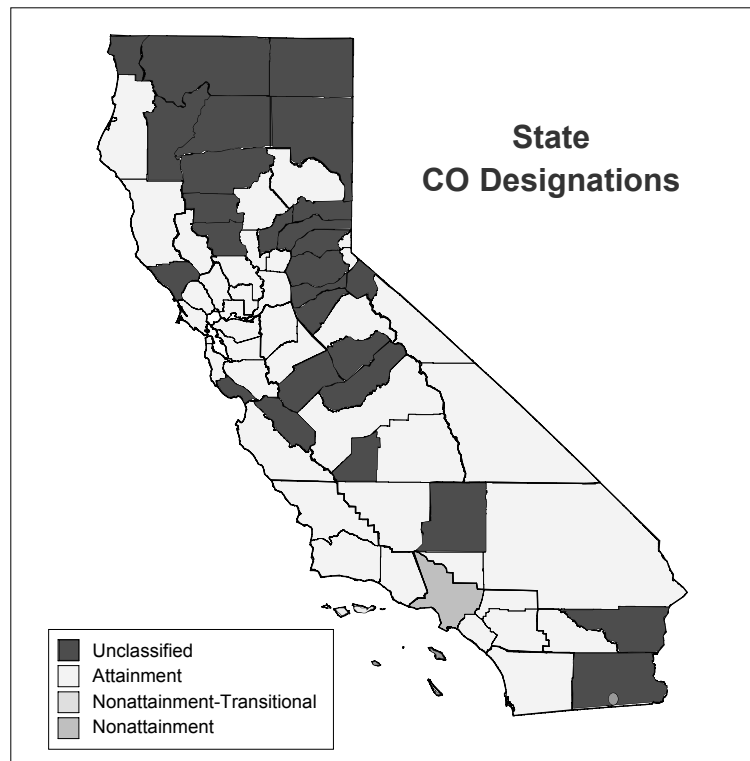 State
CO Designations
Unclassified
Attainment
Nonattainment-Transitional
Nonattainment